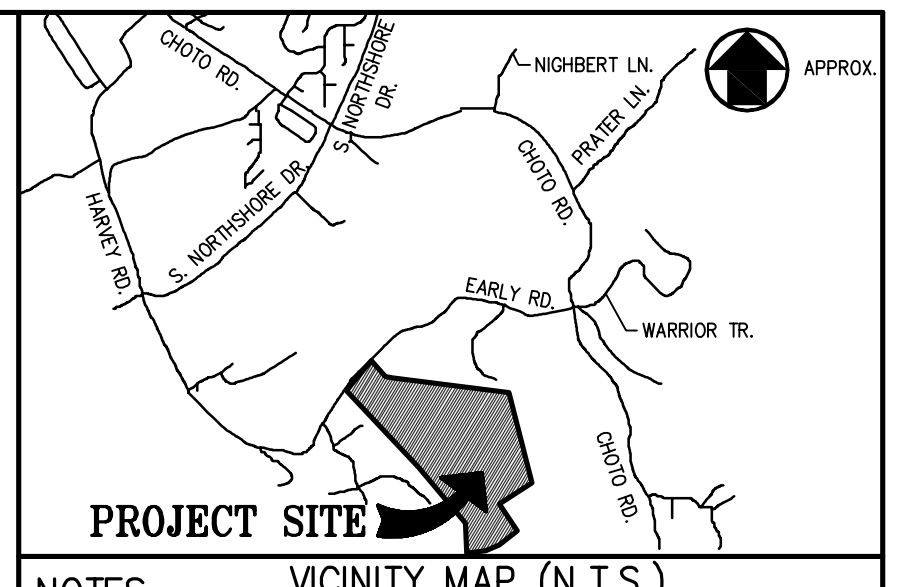 CHOTO RD.
S. NORTHSHORE
DR.
NIGHBERT LN.
APPROX.
PRATER LN.
CHOTO RD.
HARVEY RD.
S. NORTHSHORE DR.
EARLY RD.
WARRIOR TR.
CHOTO RD.
PROJECT SITE
VICINITY MAP (N.T.S.)
NOTES